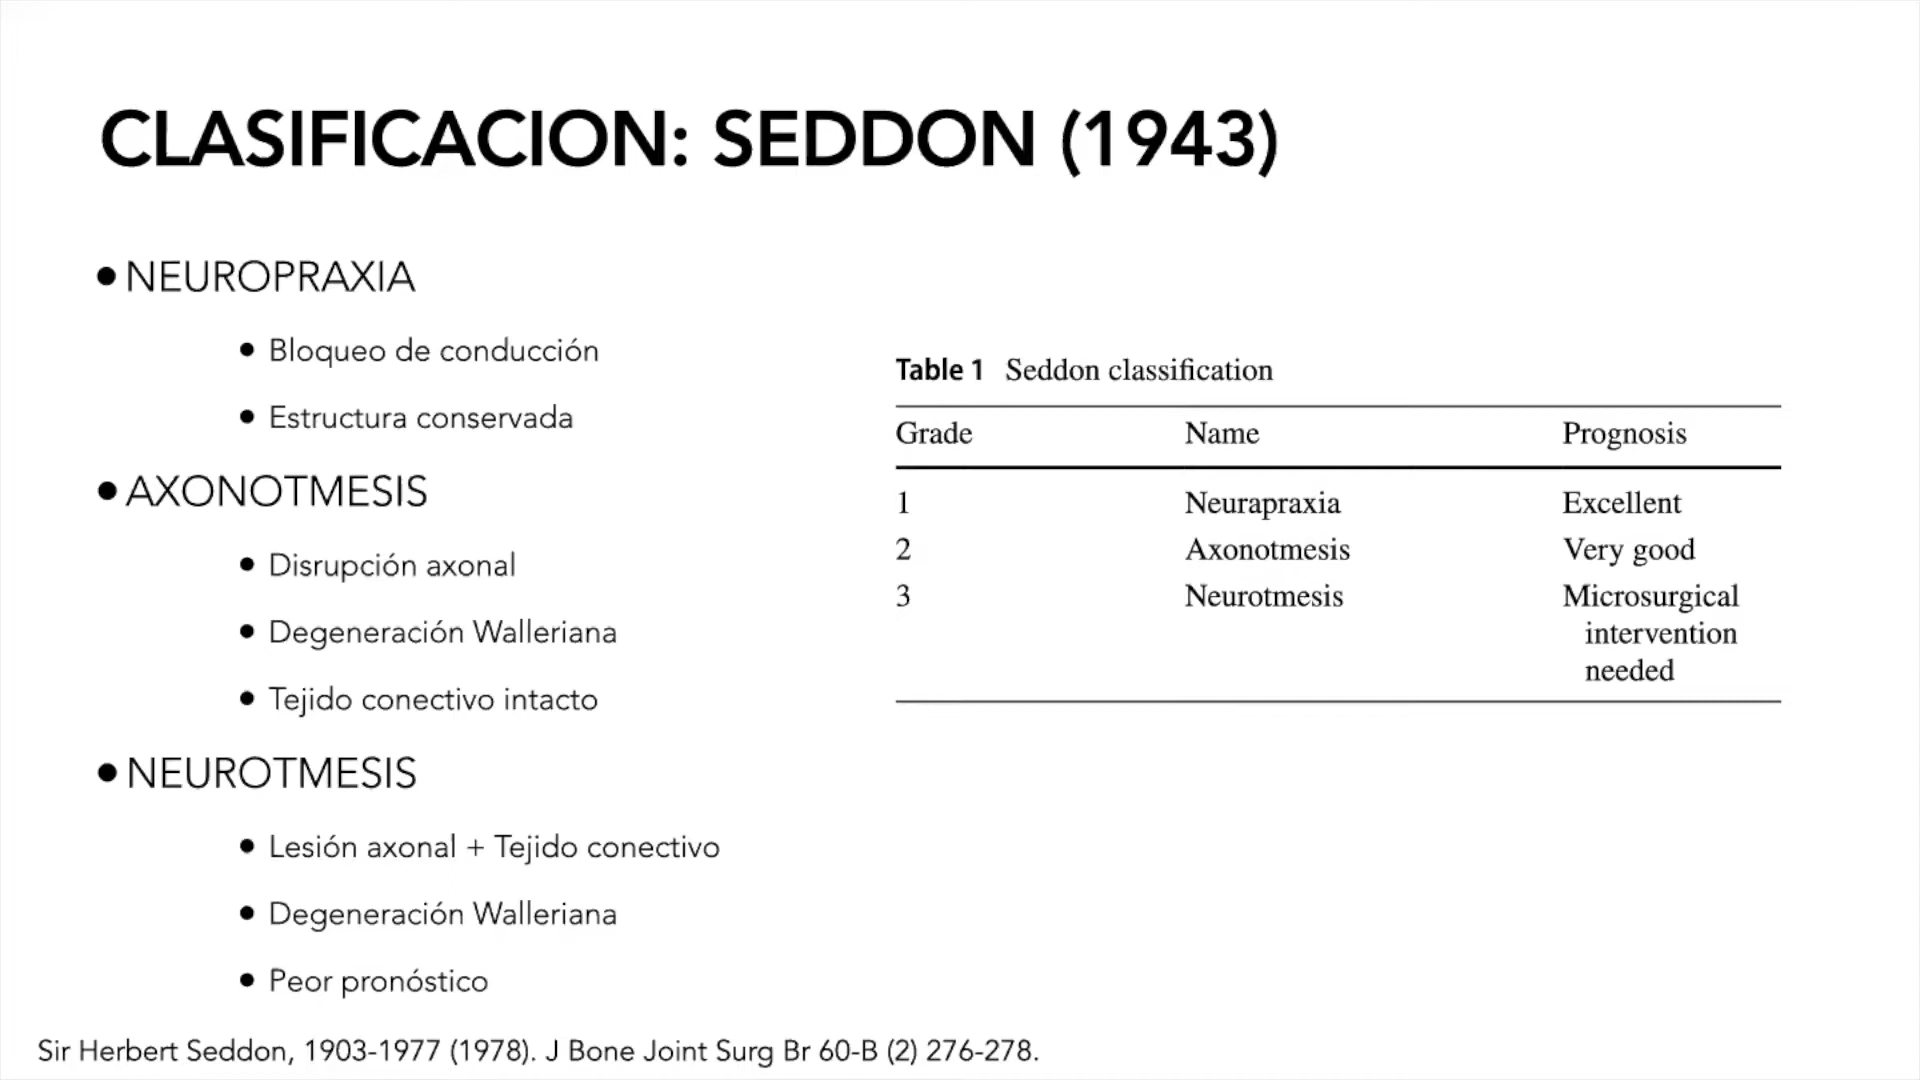 CLASIFICACION: SEDDON (1943)
• NEUROPRAXIA
• Bloqueo de conducción
• Estructura conservada
• AXONOTMESIS
• Disrupción axonal
• Degeneración Walleriana
• Tejido conectivo intacto
• NEUROTMESIS
• Lesión axonal + Tejido conectivo
• Degeneración Walleriana
• Peor pronóstico
Table 1 Seddon classification
Grade Name Prognosis
1 Neurapraxia Excellent
2 Axonotmesis Very good
3 Neurotmesis Microsurgical
intervention
needed
Sir Herbert Seddon, 1903-1977 (1978). J Bone Joint Surg Br 60-B (2) 276-278.